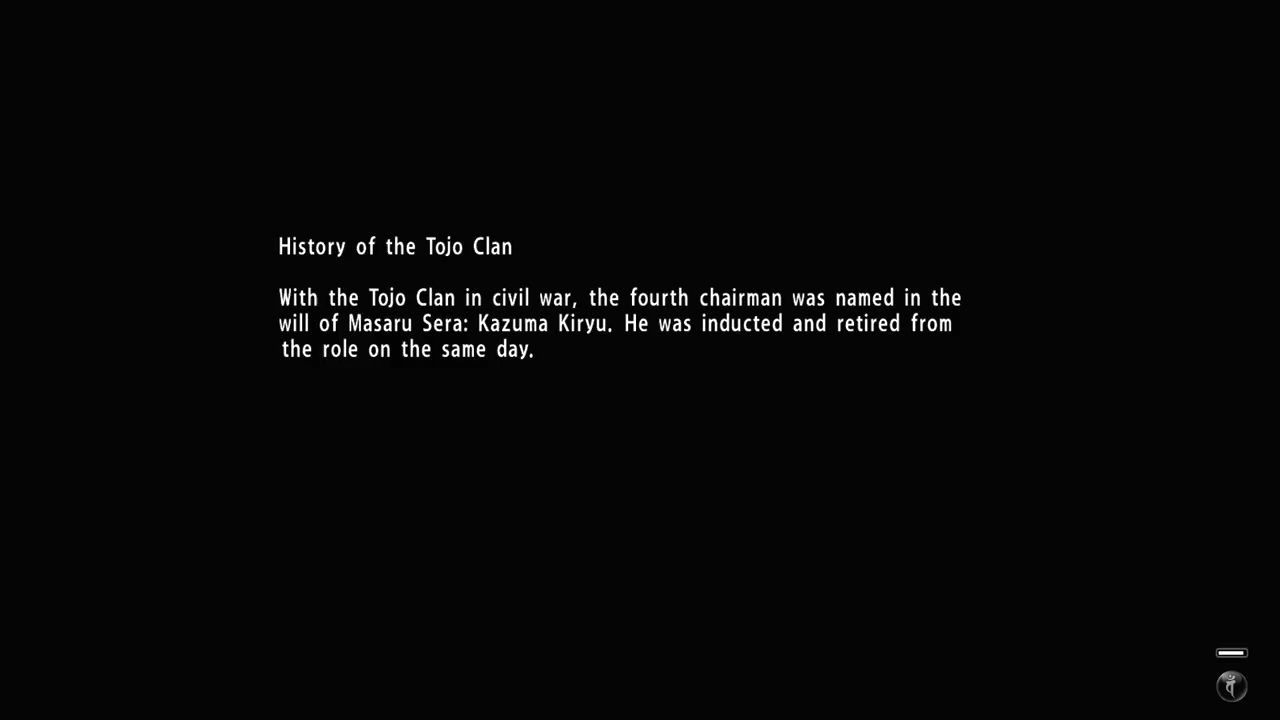 History of the Tojo Clan
With the Tojo Clan in civil war, the fourth chairman was named in the
will of Masaru Sera: Kazuma Kiryu. He was inducted and retired from
the role on the same day.